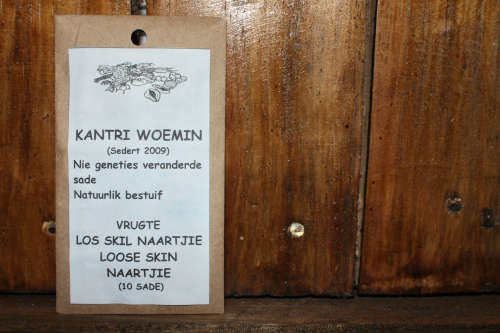 KANTRI WOEMIN
(Sedert 2009)
Nie geneties veranderde
sade
Natuurlik bestuif
VRUGTE
LOS SKIL NAARTJIE
LOOSE SKIN
NAARTJIE
(10 SADE)